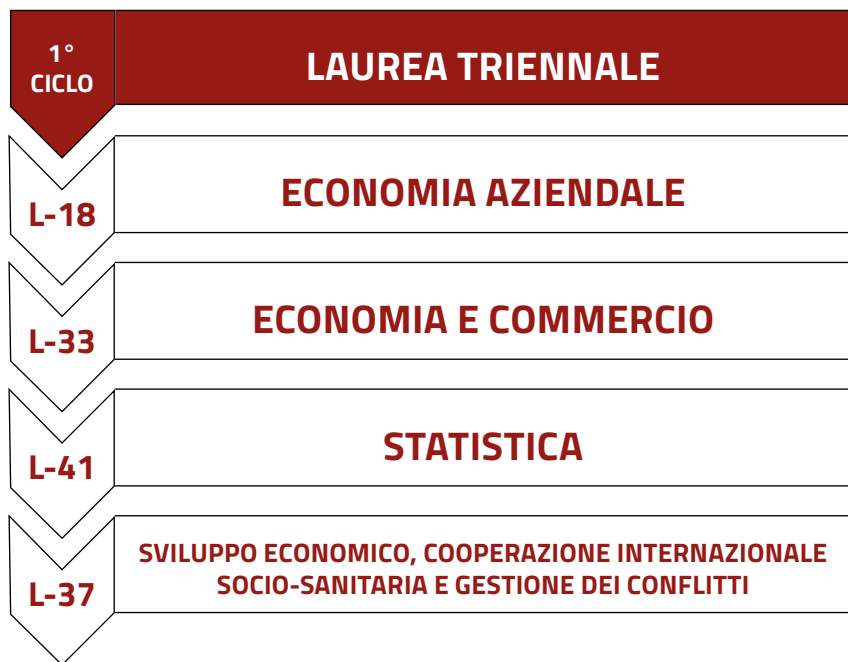 1°
CICLO
LAUREA TRIENNALE
L-18
ECONOMIA AZIENDALE
L-33
ECONOMIA E COMMERCIO
L-41
STATISTICA
L-37
SVILUPPO ECONOMICO, COOPERAZIONE INTERNAZIONALE
SOCIO-SANITARIA E GESTIONE DEI CONFLITTI